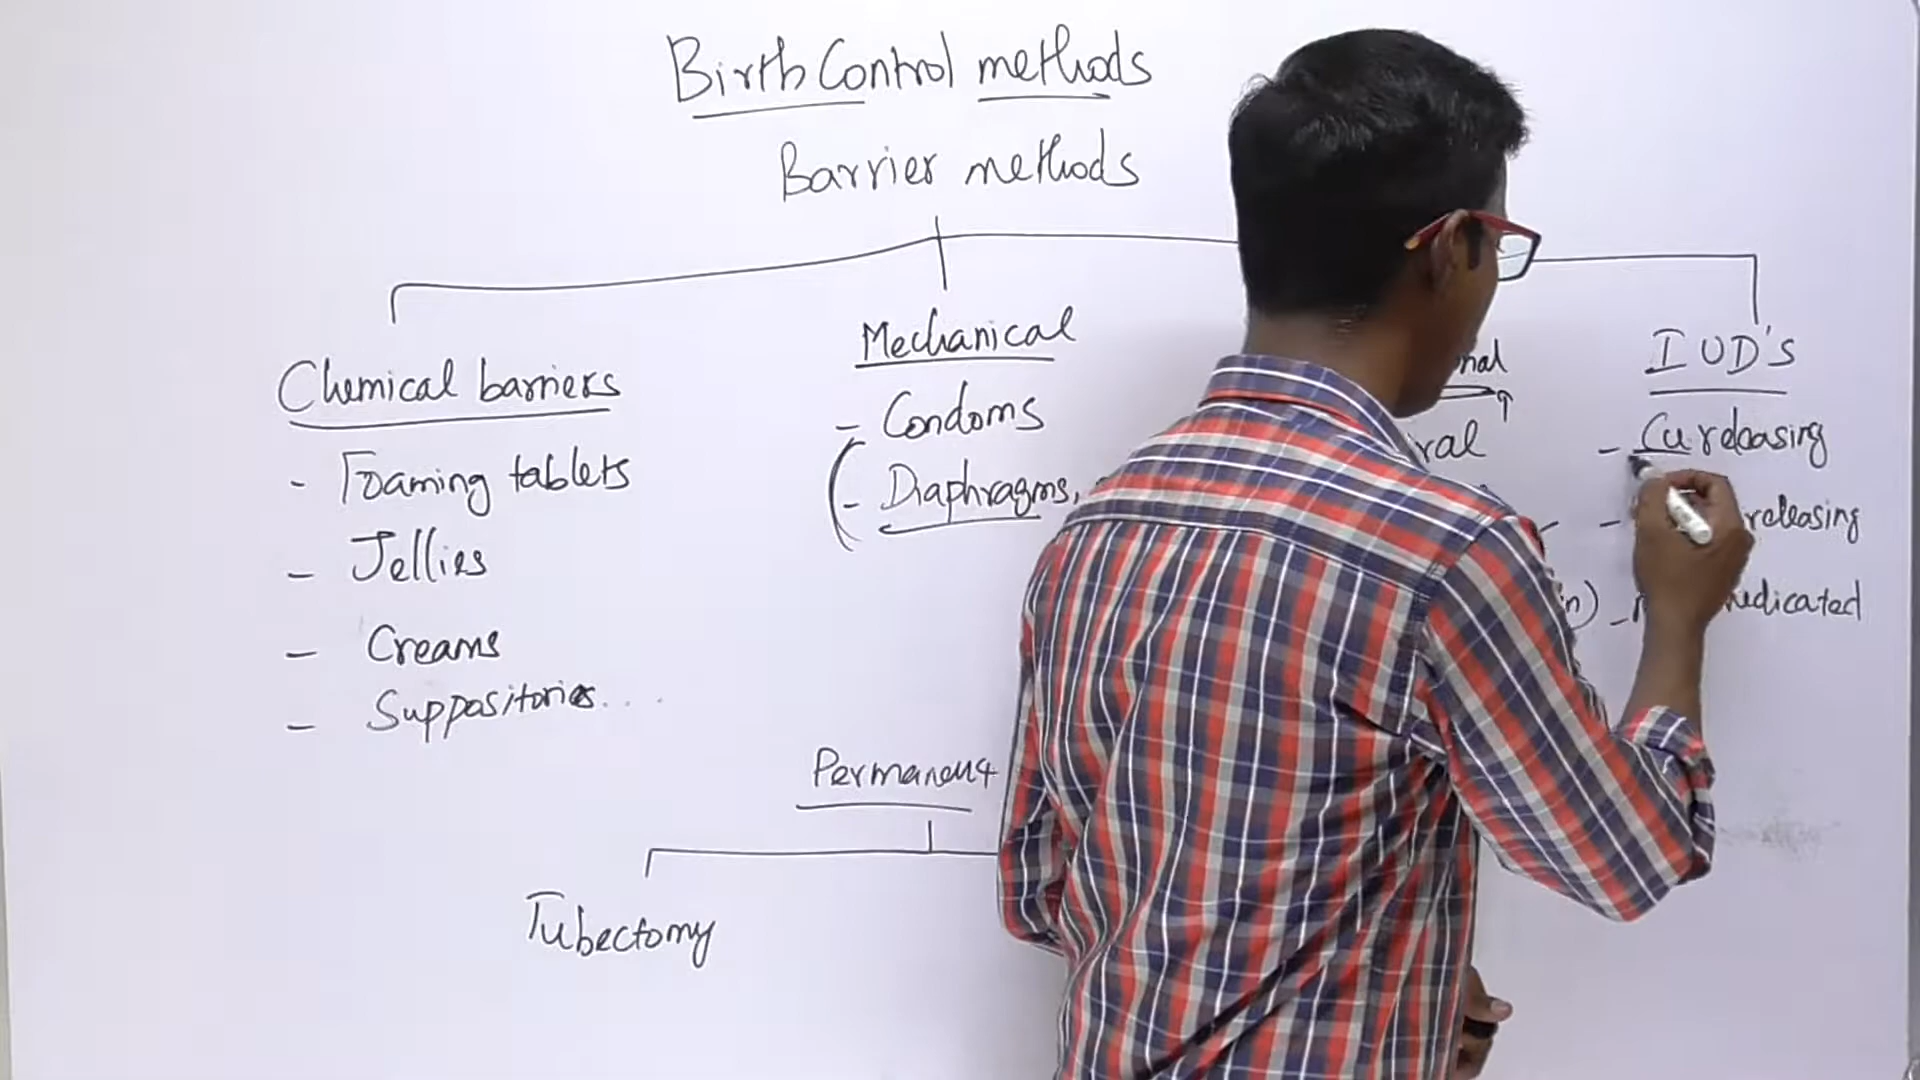 Birth Control methods
Barrier methods
Chemical barriers
- Foaming tablets
- Jellies
- Creams
- Suppositories...
Mechanical
- Condoms
- Diaphragms,
IUD's
- Cu releasing
- releasing
Permanent
Tubectomy